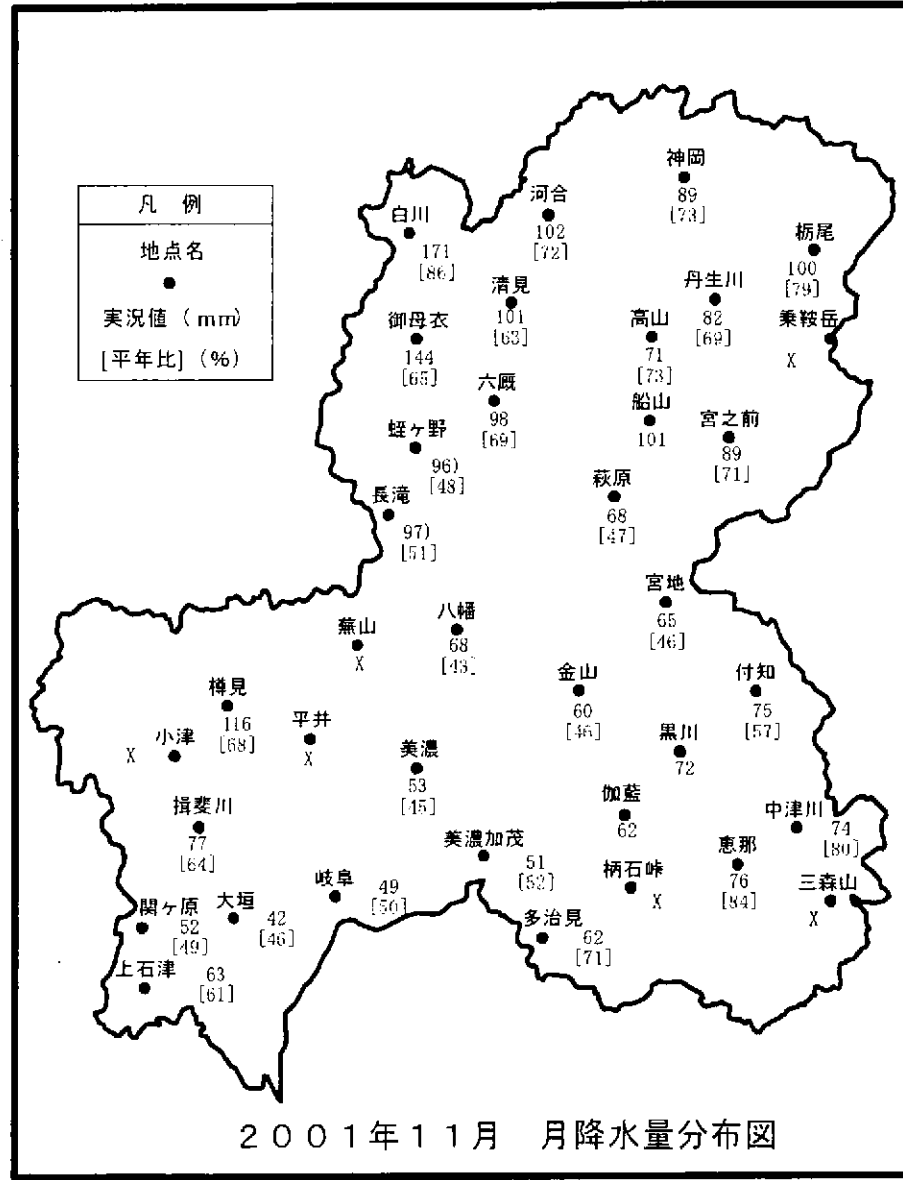 凡 例
地点名
実況値(mm)
[平年比](%)
神岡
89
[73]
河合
102
[72]
白川
171
[86]
栃尾
100
[79]
丹生川
82
[69]
清見
101
[63]
乗鞍岳
X
高山
71
[73]
御母衣
144
[65]
六厩
98
[69]
船山
101
宮之前
89
[71]
蛭ヶ野
96)
[48]
長滝
97)
[51]
萩原
68
[47]
宮地
65
[46]
八幡
68
[43]
蕪山
X
金山
60
[46]
付知
75
[57]
樽見
116
[68]
平井
X
小津
X
黒川
72
美濃
53
[45]
伽藍
62
中津川
74
[80]
揖斐川
77
[64]
美濃加茂
51
[52]
恵那
76
[84]
柄石峠
X
三森山
X
岐阜
49
[50]
大垣
42
[46]
関ヶ原
52
[49]
多治見
62
[71]
上石津
63
[61]
2001年11月 月降水量分布図